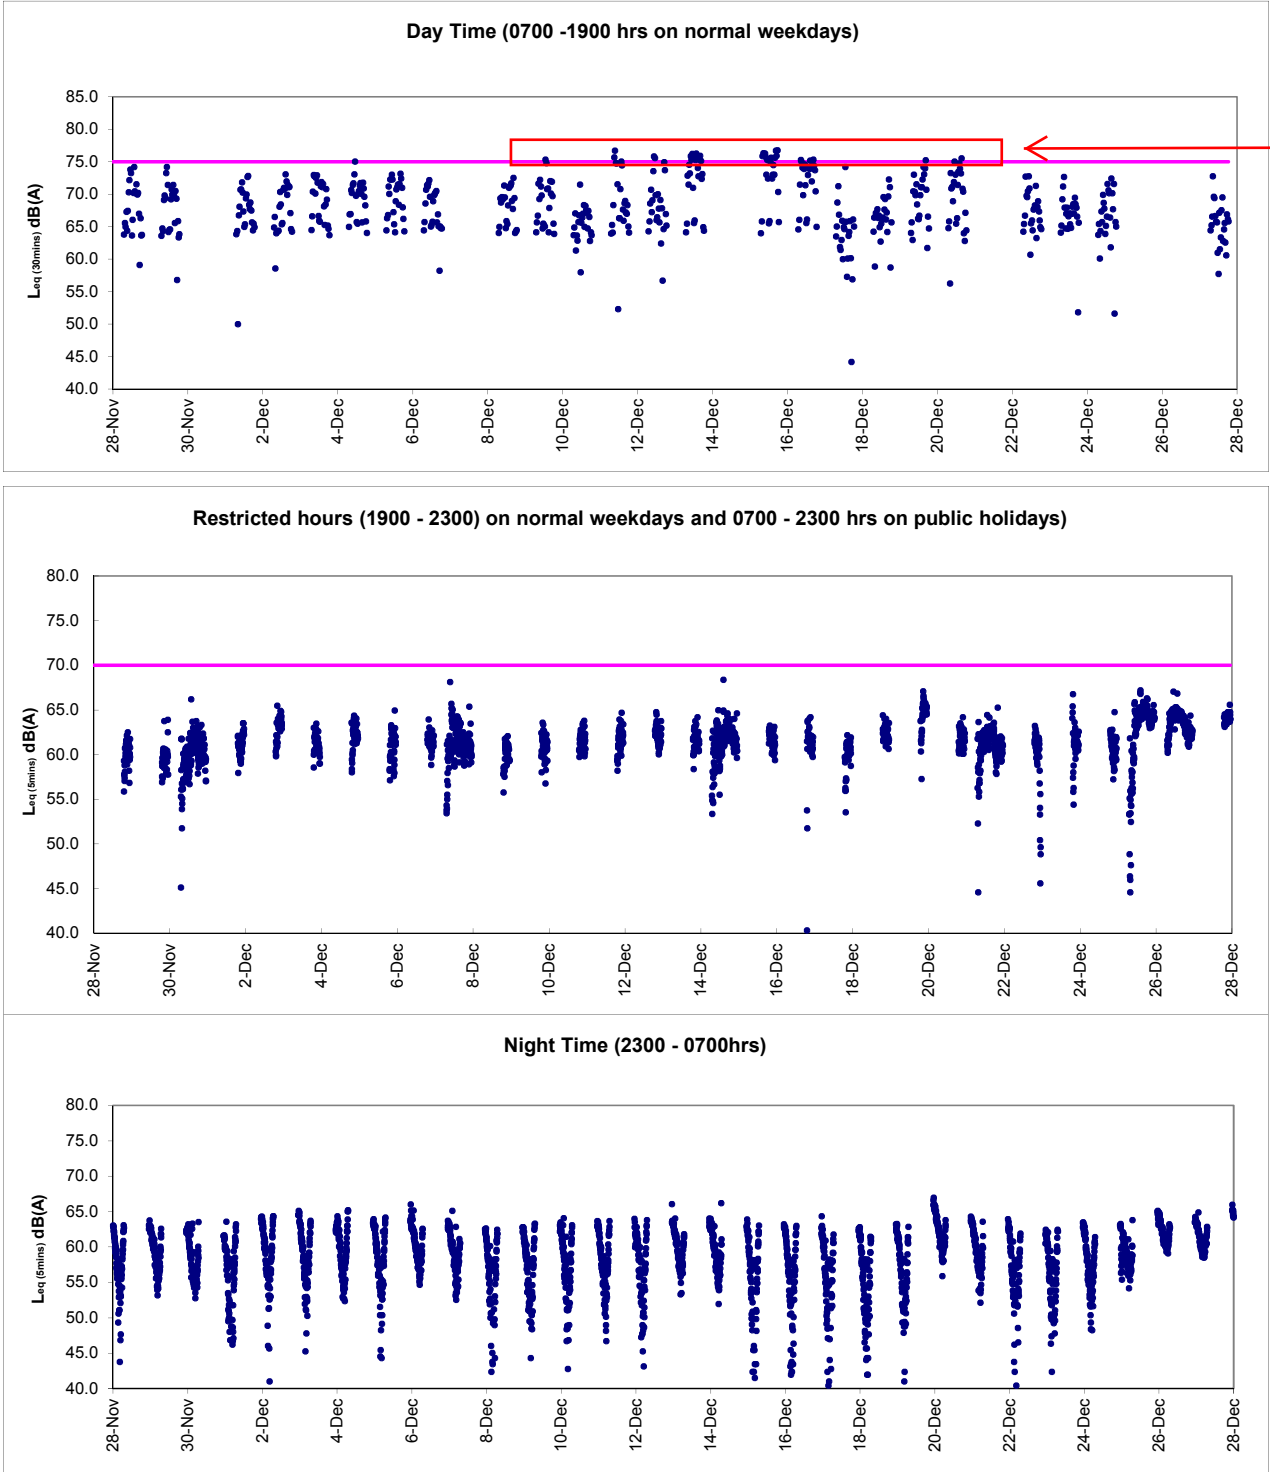 Day Time (0700 -1900 hrs on normal weekdays)
85.0
80.0
75.0
70.0
65.0
60.0
55.0
50.0
45.0
40.0
Leq (30mins) dB(A)
28-Nov
30-Nov
2-Dec
4-Dec
6-Dec
8-Dec
10-Dec
12-Dec
14-Dec
16-Dec
18-Dec
20-Dec
22-Dec
24-Dec
26-Dec
28-Dec
Restricted hours (1900 - 2300) on normal weekdays and 0700 - 2300 hrs on public holidays)
80.0
75.0
70.0
65.0
60.0
55.0
50.0
45.0
40.0
Leq (5mins) dB(A)
28-Nov
30-Nov
2-Dec
4-Dec
6-Dec
8-Dec
10-Dec
12-Dec
14-Dec
16-Dec
18-Dec
20-Dec
22-Dec
24-Dec
26-Dec
28-Dec
Night Time (2300 - 0700hrs)
80.0
75.0
70.0
65.0
60.0
55.0
50.0
45.0
40.0
Leq (5mins) dB(A)
28-Nov
30-Nov
2-Dec
4-Dec
6-Dec
8-Dec
10-Dec
12-Dec
14-Dec
16-Dec
18-Dec
20-Dec
22-Dec
24-Dec
26-Dec
28-Dec